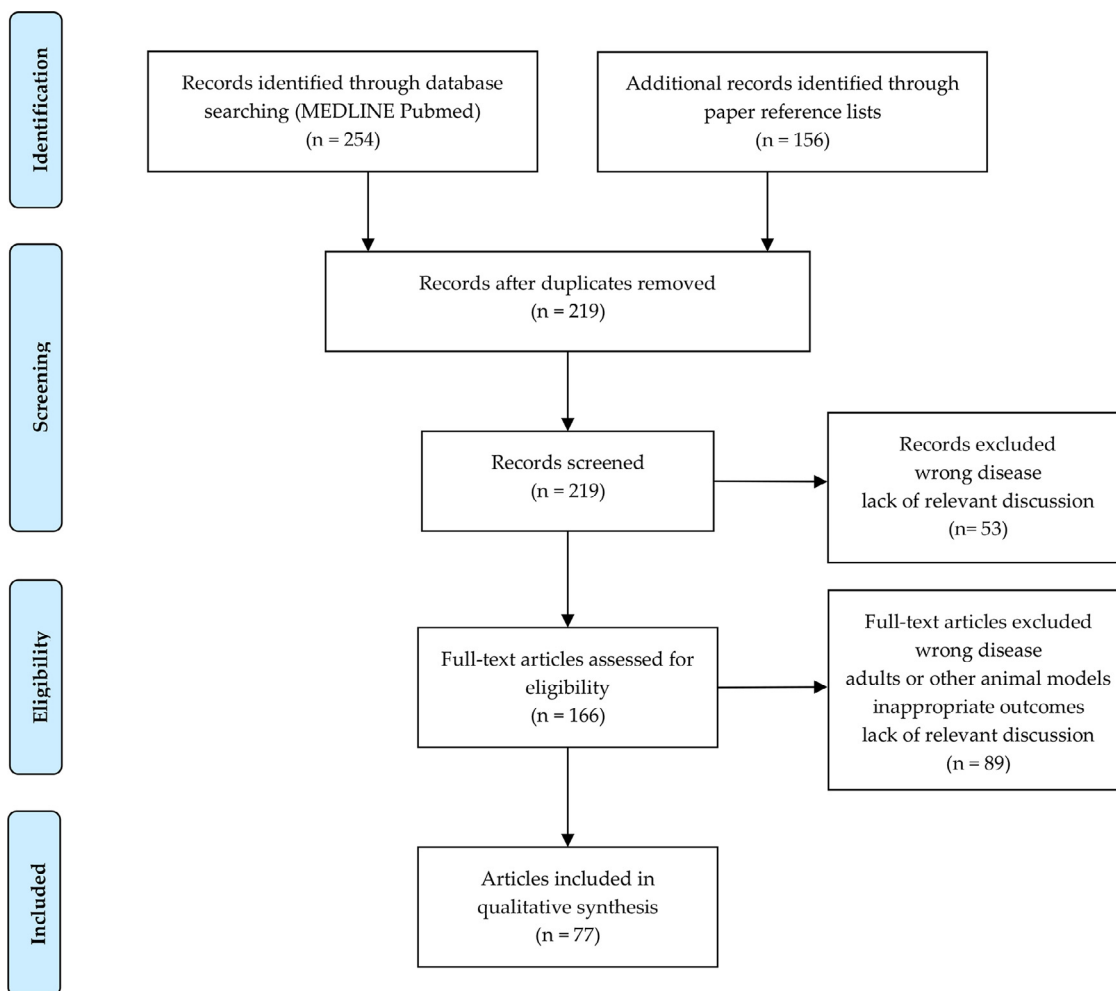 Identification
Records identified through database
searching (MEDLINE Pubmed)
(n = 254)
Additional records identified through
paper reference lists
(n = 156)
Screening
Records after duplicates removed
(n = 219)
Records screened
(n = 219)
Records excluded
wrong disease
lack of relevant discussion
(n= 53)
Eligibility
Full-text articles assessed for
eligibility
(n = 166)
Full-text articles excluded
wrong disease
adults or other animal models
inappropriate outcomes
lack of relevant discussion
(n = 89)
Included
Articles included in
qualitative synthesis
(n = 77)